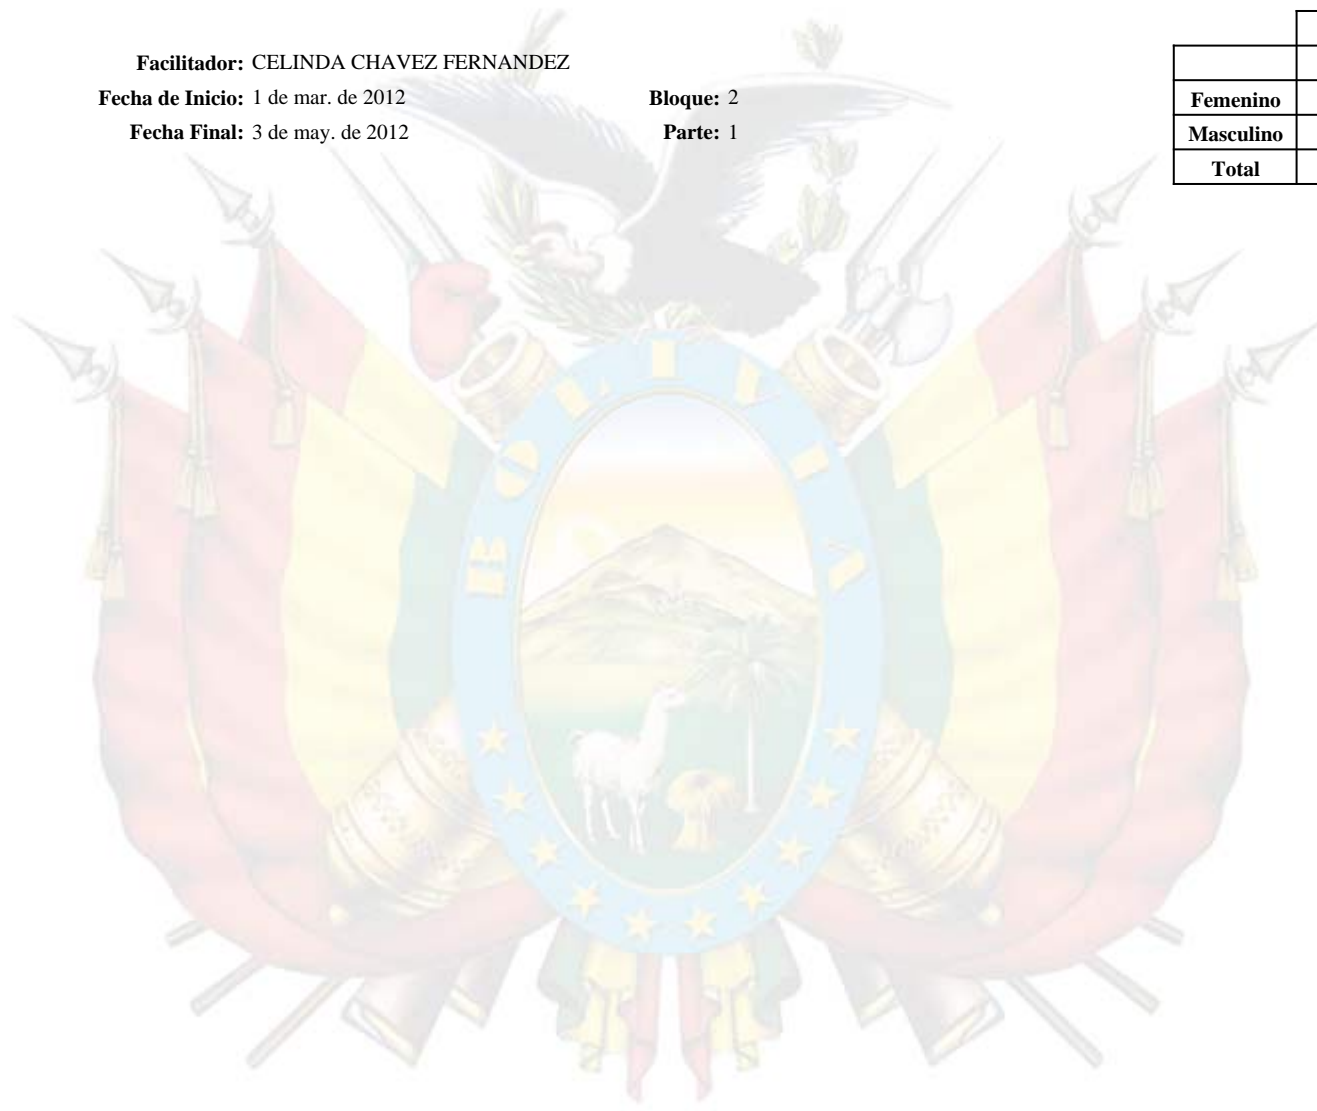 Facilitador: CELINDA CHAVEZ FERNANDEZ
Fecha de Inicio: 1 de mar. de 2012 Bloque: 2
Fecha Final: 3 de may. de 2012 Parte: 1
Femenino
Masculino
Total
BOLIVIA